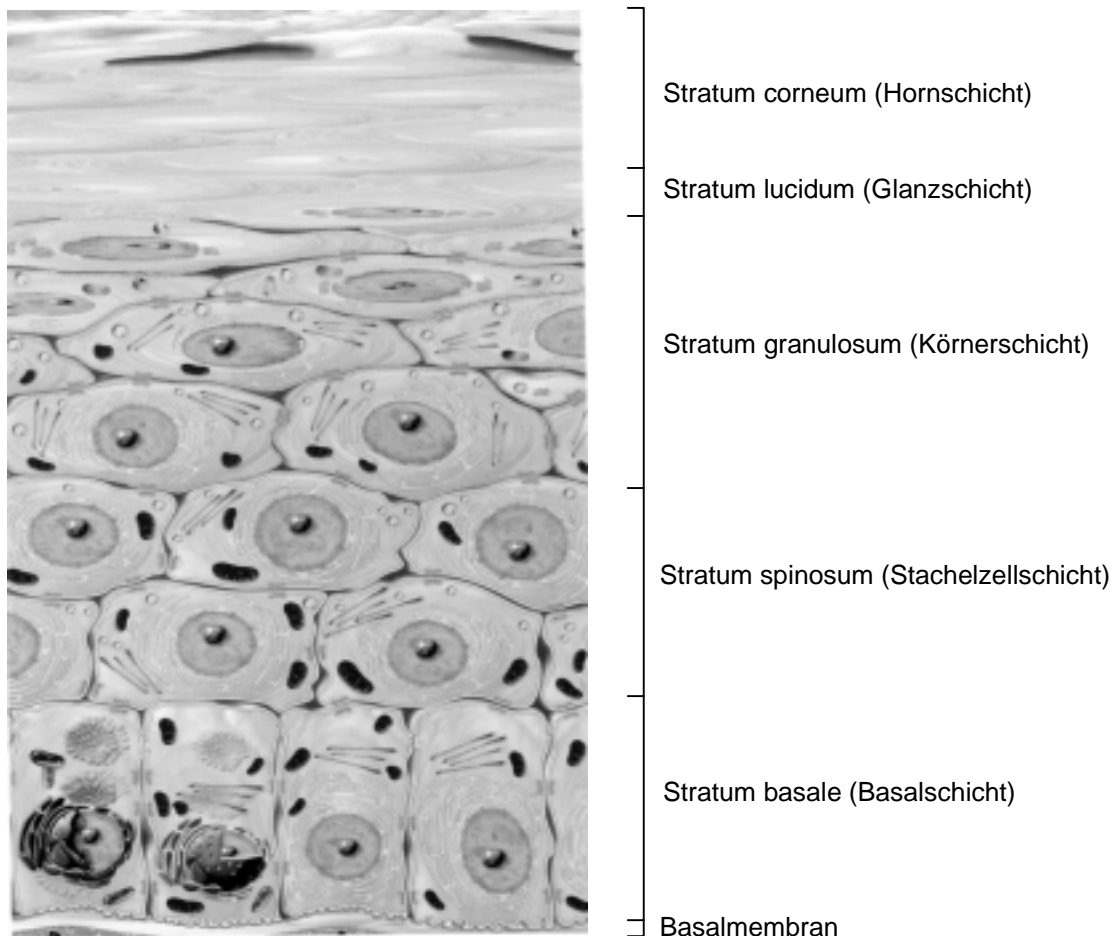 Stratum corneum (Hornschicht)
Stratum lucidum (Glanzschicht)
Stratum granulosum (Körnerschicht)
Stratum spinosum (Stachelzellschicht)
Stratum basale (Basalschicht)
Basalmembran